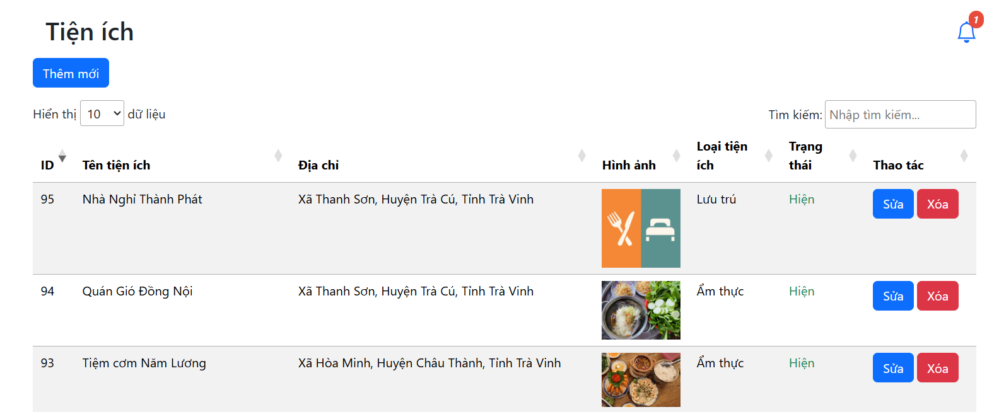 Tiện ích
1
Thêm mới
Hiển thị 10 dữ liệu
Tìm kiếm: Nhập tìm kiếm...
ID Tên tiện ích Địa chỉ Hình ảnh Loại tiện ích Trạng thái Thao tác
95 Nhà Nghỉ Thành Phát Xã Thanh Sơn, Huyện Trà Cú, Tỉnh Trà Vinh Lưu trú Hiện Sửa Xóa
94 Quán Gió Đồng Nội Xã Thanh Sơn, Huyện Trà Cú, Tỉnh Trà Vinh Ẩm thực Hiện Sửa Xóa
93 Tiệm cơm Năm Lương Xã Hòa Minh, Huyện Châu Thành, Tỉnh Trà Vinh Ẩm thực Hiện Sửa Xóa